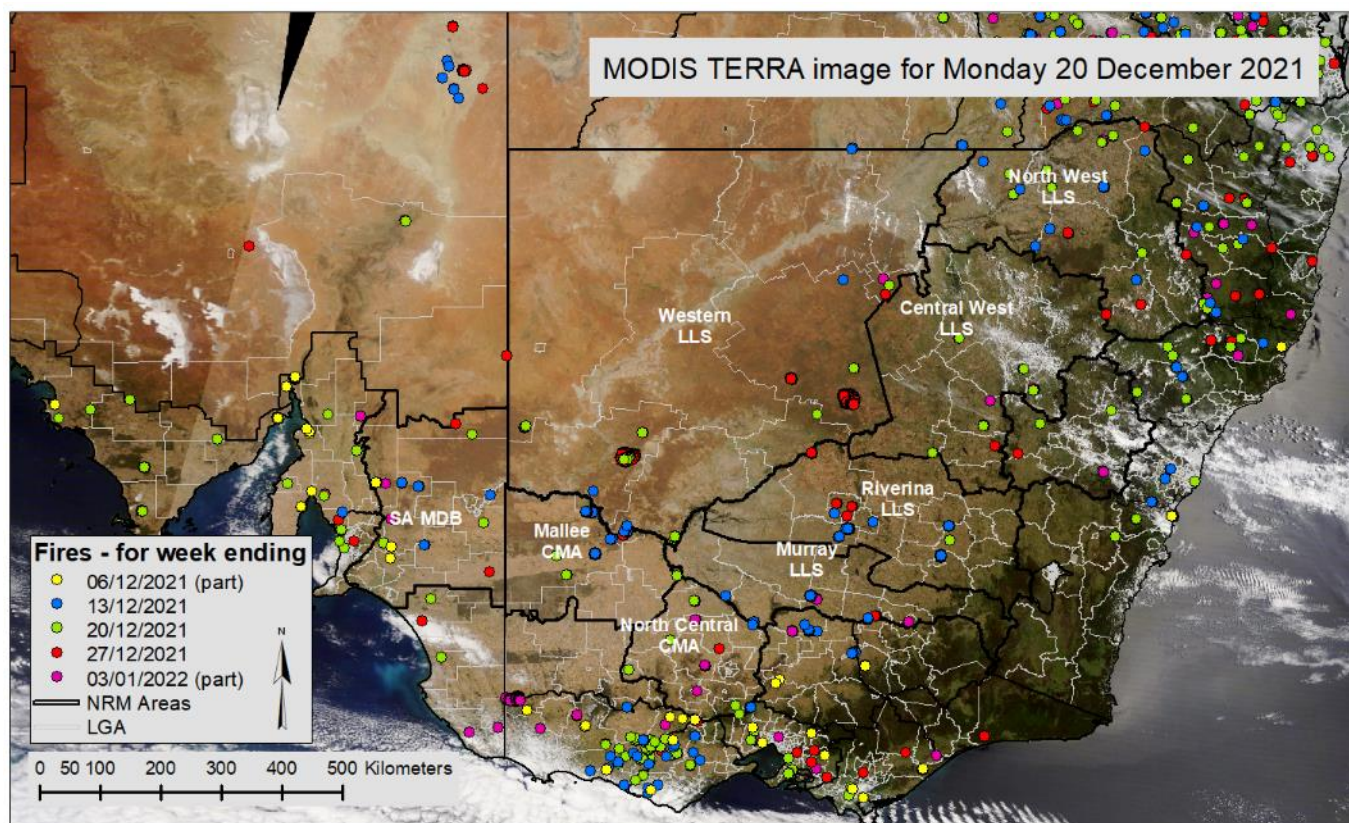 MODIS TERRA image for Monday 20 December 2021
North West
LLS
Western
LLS
Central West
LLS
Riverina
LLS
SA MDB
Mallee
CMA
Murray
LLS
North Central
CMA
Fires - for week ending
06/12/2021 (part)
13/12/2021
20/12/2021
27/12/2021
03/01/2022 (part)
NRM Areas
LGA
N
0 50 100 200 300 400 500 Kilometers